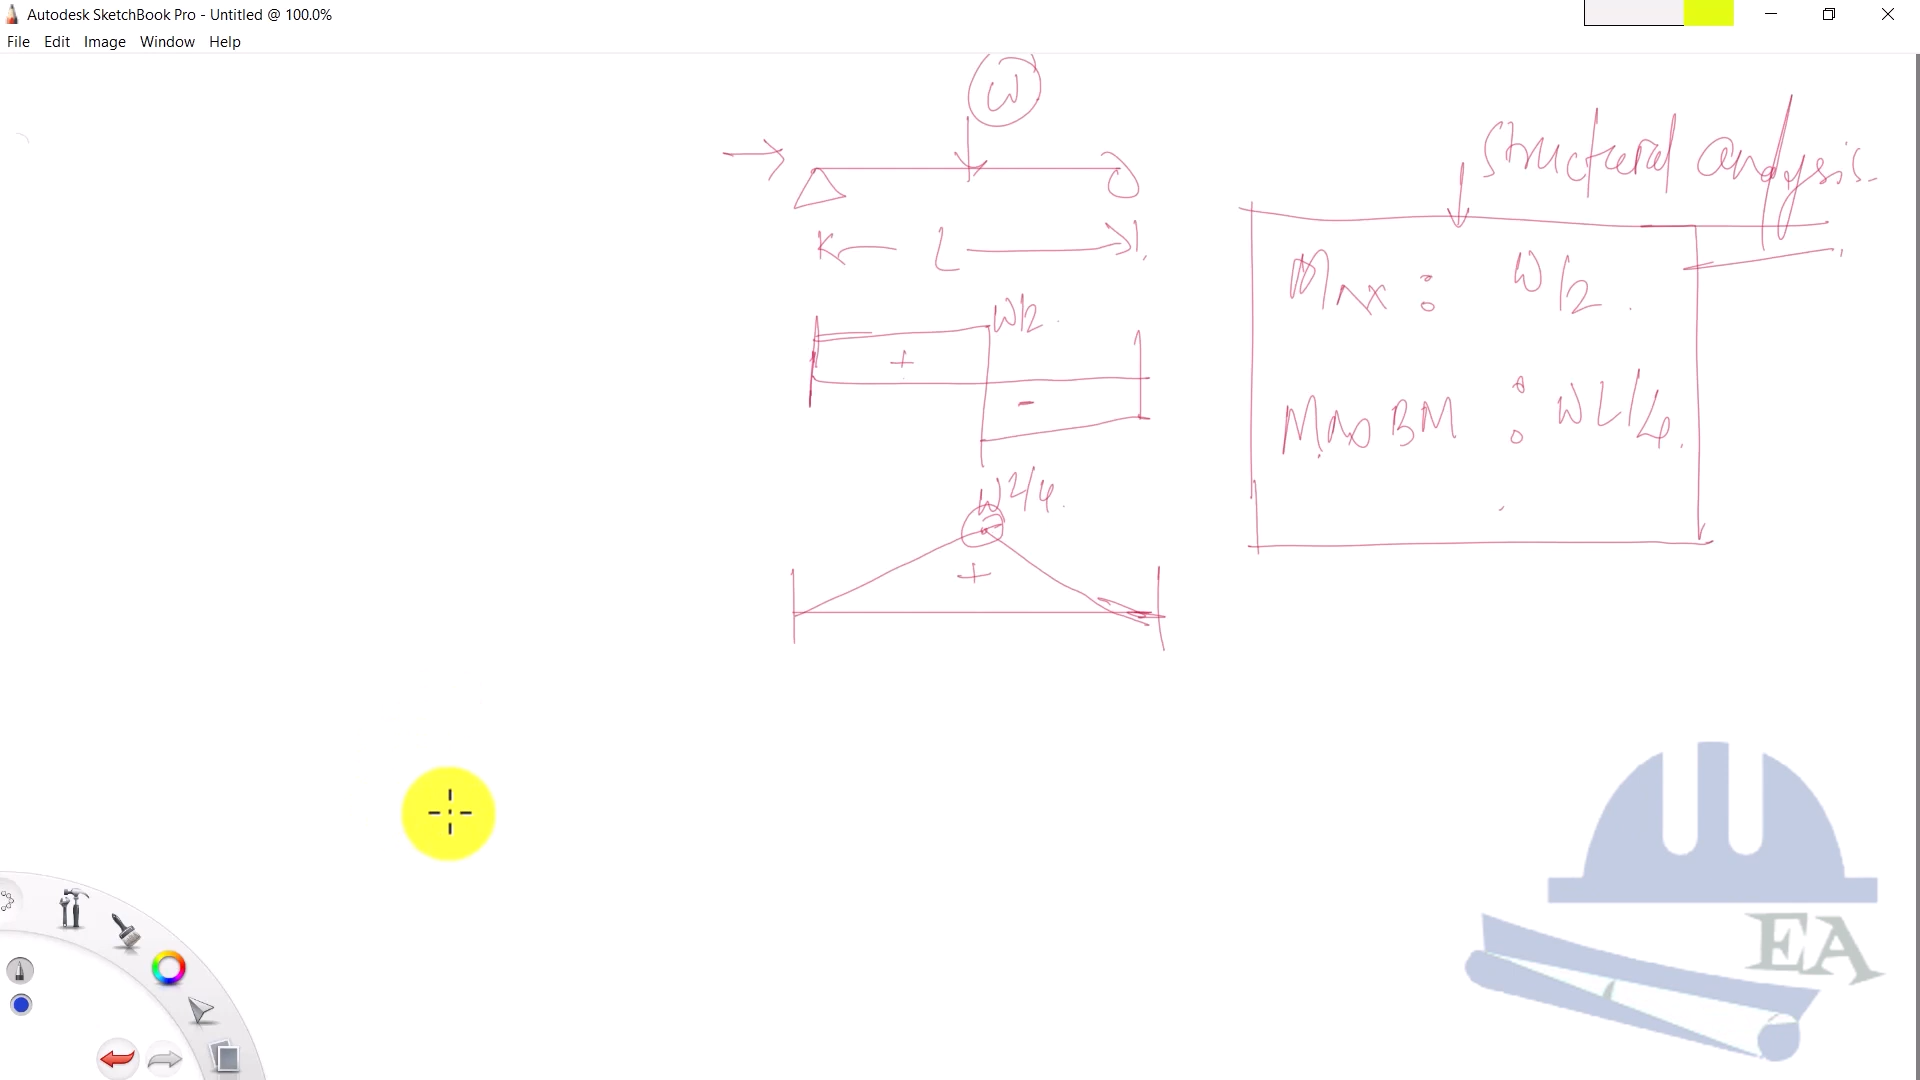 Autodesk SketchBook Pro - Untitled @ 100.0%
File Edit Image Window Help
W
L
W/2
+
-
WL/4
+
Structural analysis
Max : W/2
Max BM : WL/4
EA